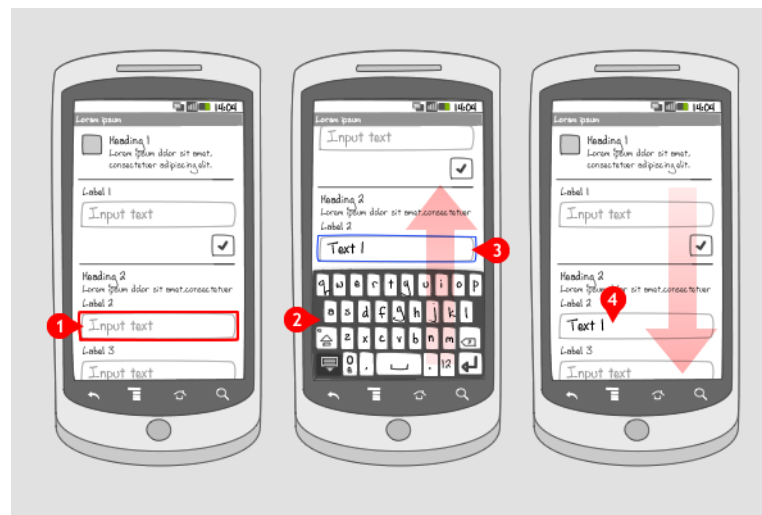 14:04
Lorem Ipsum
Heading 1
Lorem Ipsum dolor sit amet,
consectetuer adipiscing elit.
Label 1
Input text
Heading 2
Lorem Ipsum dolor sit amet,consectetuer
Label 2
1
Input text
Label 3
Input text
14:04
Lorem Ipsum
Input text
Heading 2
Lorem Ipsum dolor sit amet,consectetuer
Label 2
Text 1
3
q w e r t y u i o p
2
a s d f g h j k l
z x c v b n m
, . 12
14:04
Lorem Ipsum
Heading 1
Lorem Ipsum dolor sit amet,
consectetuer adipiscing elit.
Label 1
Input text
Heading 2
Lorem Ipsum dolor sit amet,consectetuer
Label 2
4
Text 1
Label 3
Input text